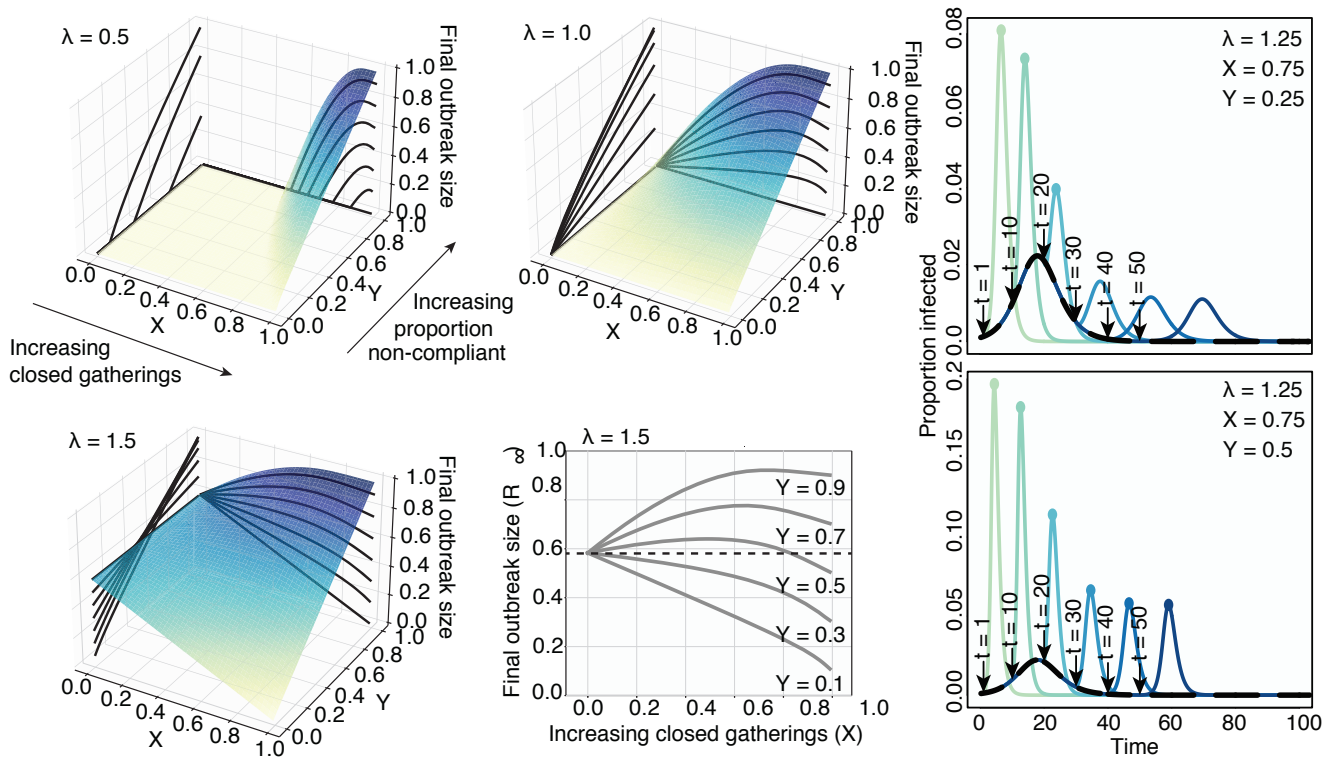 λ = 0.5
Final outbreak size
1.0
0.8
0.6
0.4
0.2
0.0
0.0
0.2
0.4
0.6
0.8
1.0
X
0.0
0.2
0.4
0.6
0.8
1.0
Y
Increasing
closed gatherings
Increasing
proportion
non-compliant
λ = 1.0
Final outbreak size
1.0
0.8
0.6
0.4
0.2
0.0
0.0
0.2
0.4
0.6
0.8
1.0
X
0.0
0.2
0.4
0.6
0.8
1.0
Y
λ = 1.5
Final outbreak size
1.0
0.8
0.6
0.4
0.2
0.0
0.0
0.2
0.4
0.6
0.8
1.0
X
0.0
0.2
0.4
0.6
0.8
1.0
Y
λ = 1.5
Final outbreak size (R∞)
1.0
0.8
0.6
0.4
0.2
0.0
Y = 0.9
Y = 0.7
Y = 0.5
Y = 0.3
Y = 0.1
0.0 0.2 0.4 0.6 0.8 1.0
Increasing closed gatherings (X)
Proportion infected
0.08
0.06
0.04
0.02
0.0
λ = 1.25
X = 0.75
Y = 0.25
t = 1
t = 10
t = 20
t = 30
t = 40
t = 50
0.2
0.15
0.10
0.05
0.00
λ = 1.25
X = 0.75
Y = 0.5
t = 1
t = 10
t = 20
t = 30
t = 40
t = 50
0 20 40 60 80 100
Time